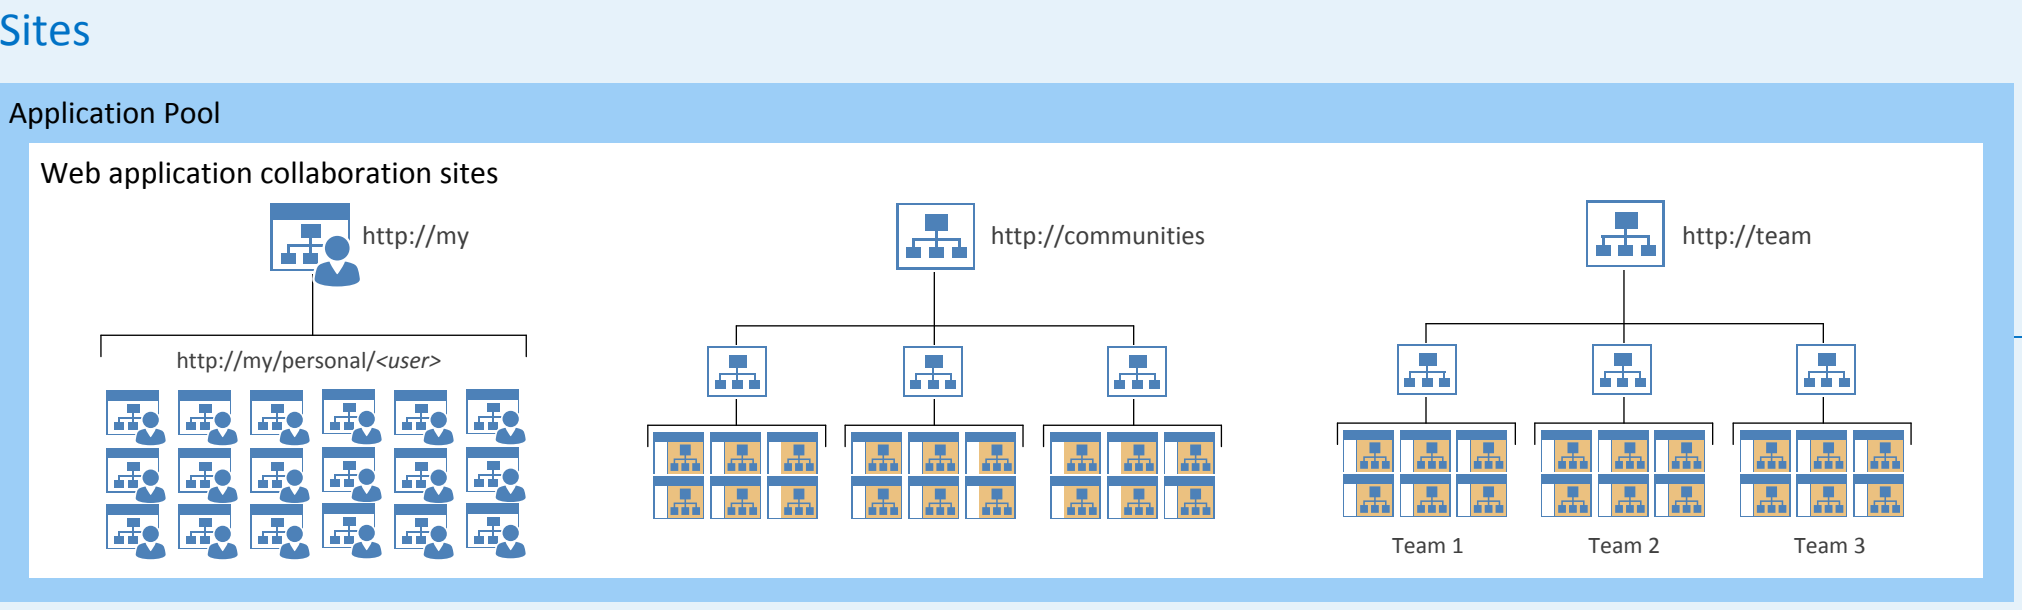 Sites
Application Pool
Web application collaboration sites
http://my
http://communities
http://team
http://my/personal/<user>
Team 1
Team 2
Team 3